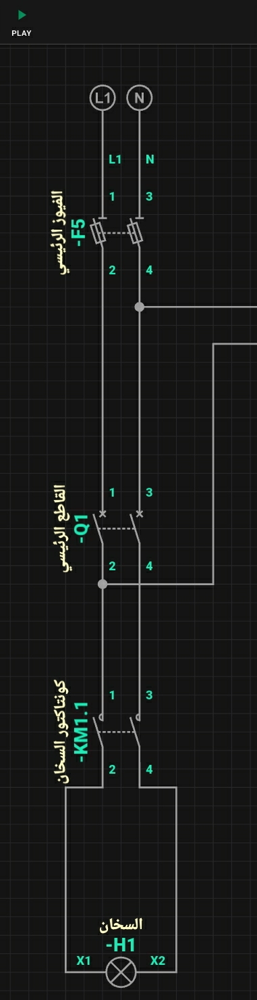 PLAY
L1 N
L1 N
1 3
الفيوز الرئيسي
-F5
2 4
1 3
القاطع الرئيسي
-Q1
2 4
1 3
كونتاكتور السخان
-KM1.1
2 4
السخان
-H1
X1 X2